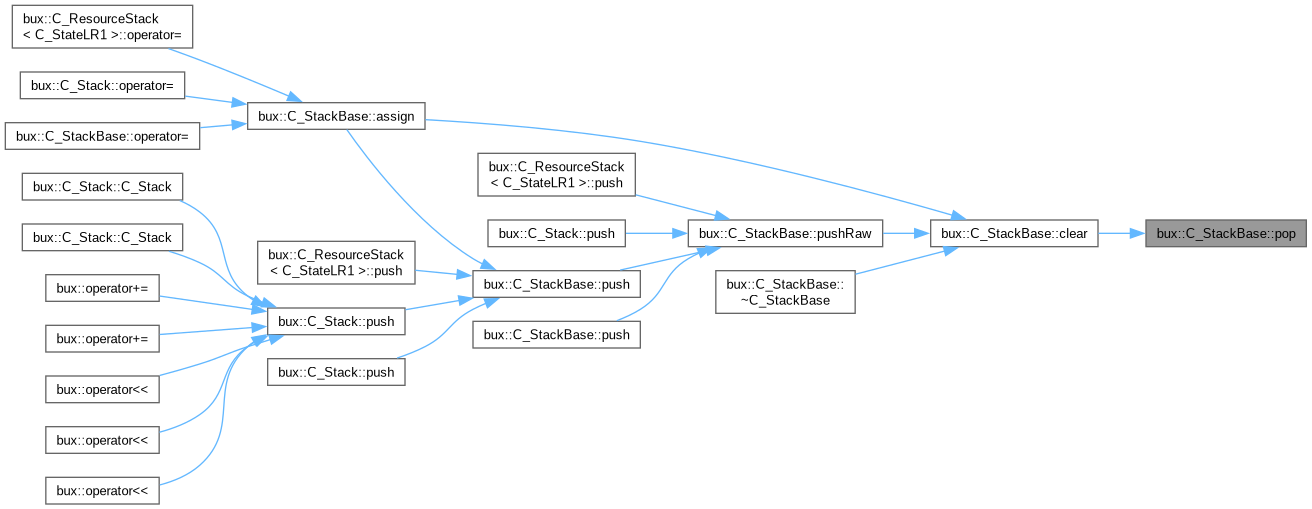 bux::C_ResourceStack
< C_StateLR1 >::operator=
bux::C_Stack::operator=
bux::C_StackBase::assign
bux::C_StackBase::operator=
bux::C_ResourceStack
< C_StateLR1 >::push
bux::C_Stack::C_Stack
bux::C_Stack::push
bux::C_StackBase::pushRaw
bux::C_StackBase::clear
bux::C_StackBase::pop
bux::C_Stack::C_Stack
bux::C_ResourceStack
< C_StateLR1 >::push
bux::C_StackBase::push
bux::C_StackBase::
~C_StackBase
bux::operator+=
bux::C_Stack::push
bux::C_StackBase::push
bux::operator+=
bux::C_Stack::push
bux::operator<<
bux::operator<<
bux::operator<<